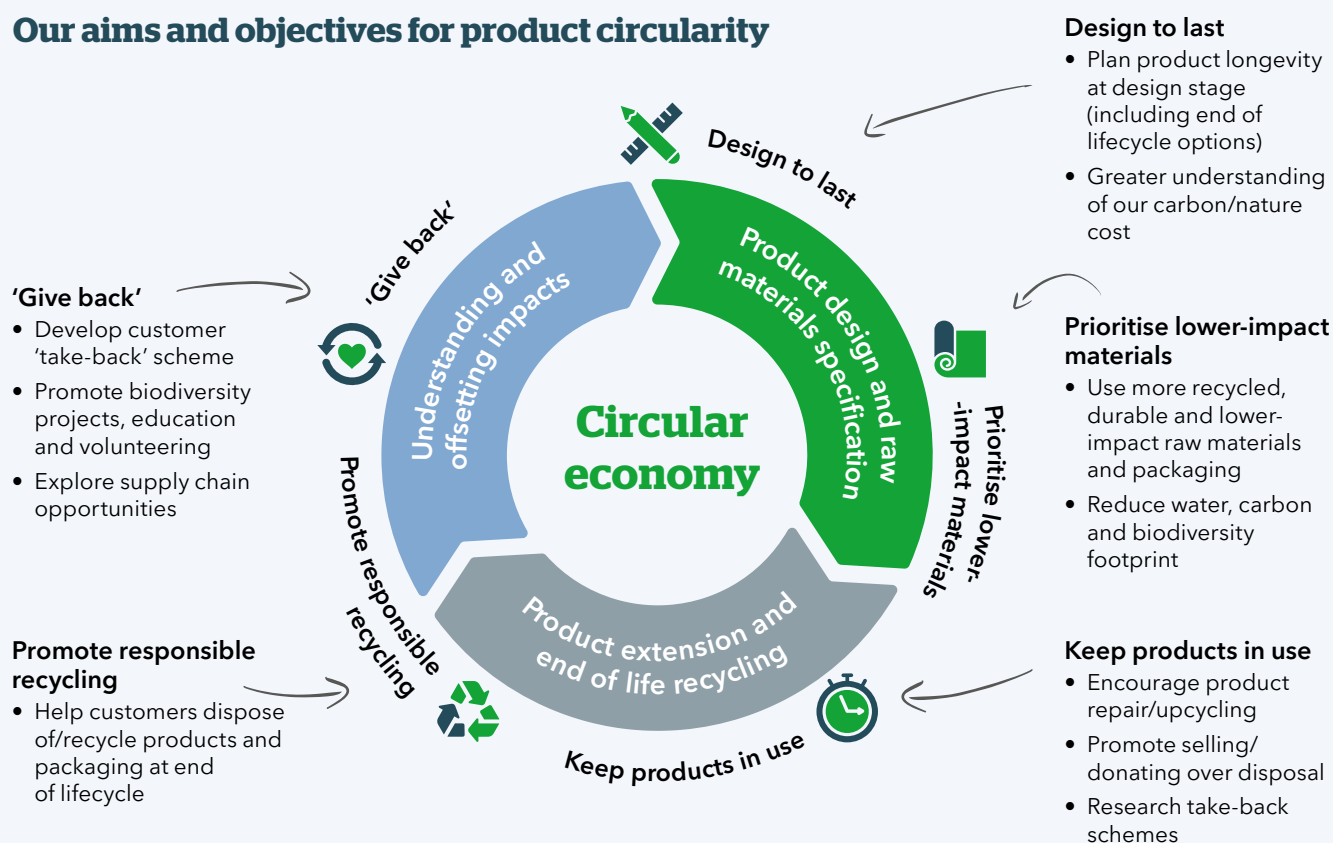 Our aims and objectives for product circularity
Design to last
• Plan product longevity
at design stage
(including end of
lifecycle options)
• Greater understanding
of our carbon/nature
cost
Prioritise lower-impact
materials
• Use more recycled,
durable and lower-
impact raw materials
and packaging
• Reduce water, carbon
and biodiversity
footprint
Keep products in use
• Encourage product
repair/upcycling
• Promote selling/
donating over disposal
• Research take-back
schemes
Promote responsible
recycling
• Help customers dispose
of/recycle products and
packaging at end
of lifecycle
‘Give back’
• Develop customer
‘take-back’ scheme
• Promote biodiversity
projects, education
and volunteering
• Explore supply chain
opportunities
Design to last
Prioritise lower-
-impact materials
Keep products in use
Promote responsible
recycling
‘Give back’
Product design and raw
materials specification
Product extension and
end of life recycling
Understanding and
offsetting impacts
Circular
economy